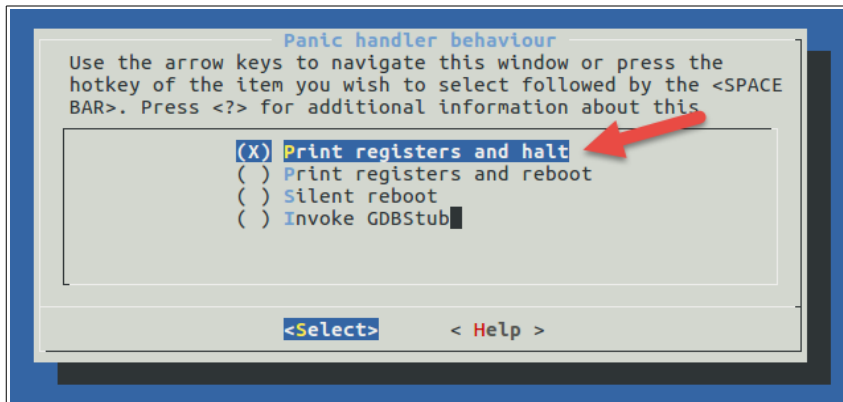 Panic handler behaviour
Use the arrow keys to navigate this window or press the
hotkey of the item you wish to select followed by the <SPACE
BAR>. Press <?> for additional information about this
(X) Print registers and halt
( ) Print registers and reboot
( ) Silent reboot
( ) Invoke GDBStub
<Select> < Help >